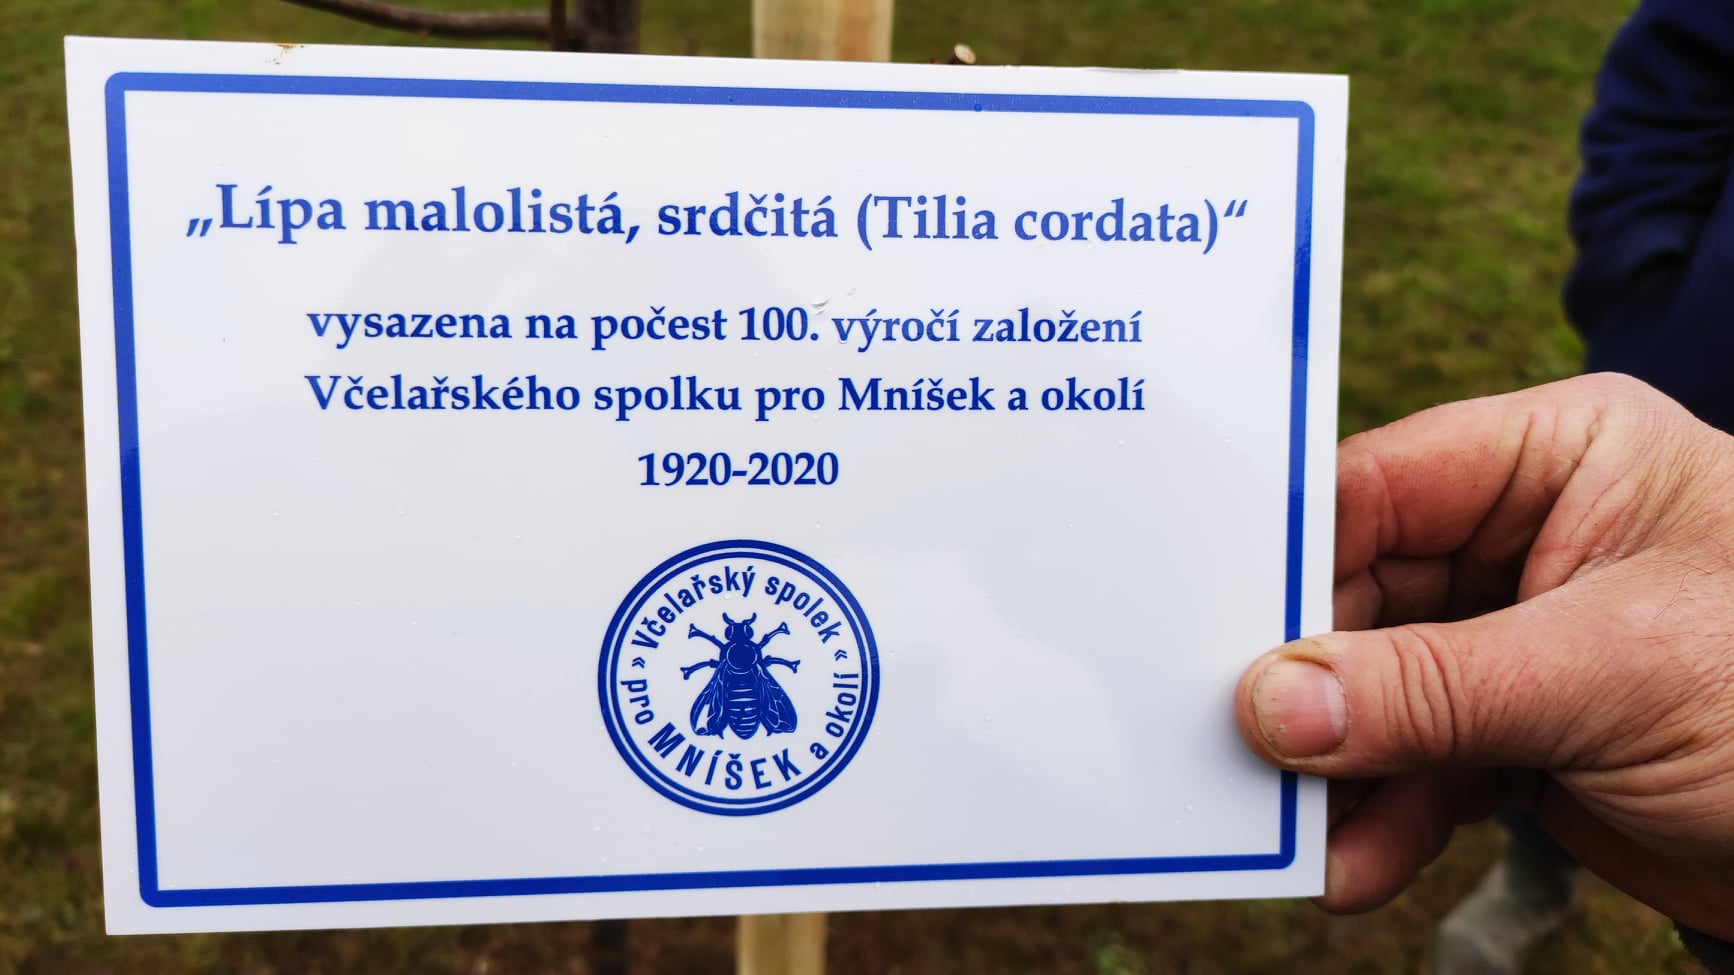 „Lípa malolistá, srdčitá (Tilia cordata)“
vysazena na počest 100. výročí založení
Včelařského spolku pro Mníšek a okolí
1920-2020
» Včelařský spolek «
pro MNÍŠEK a okolí